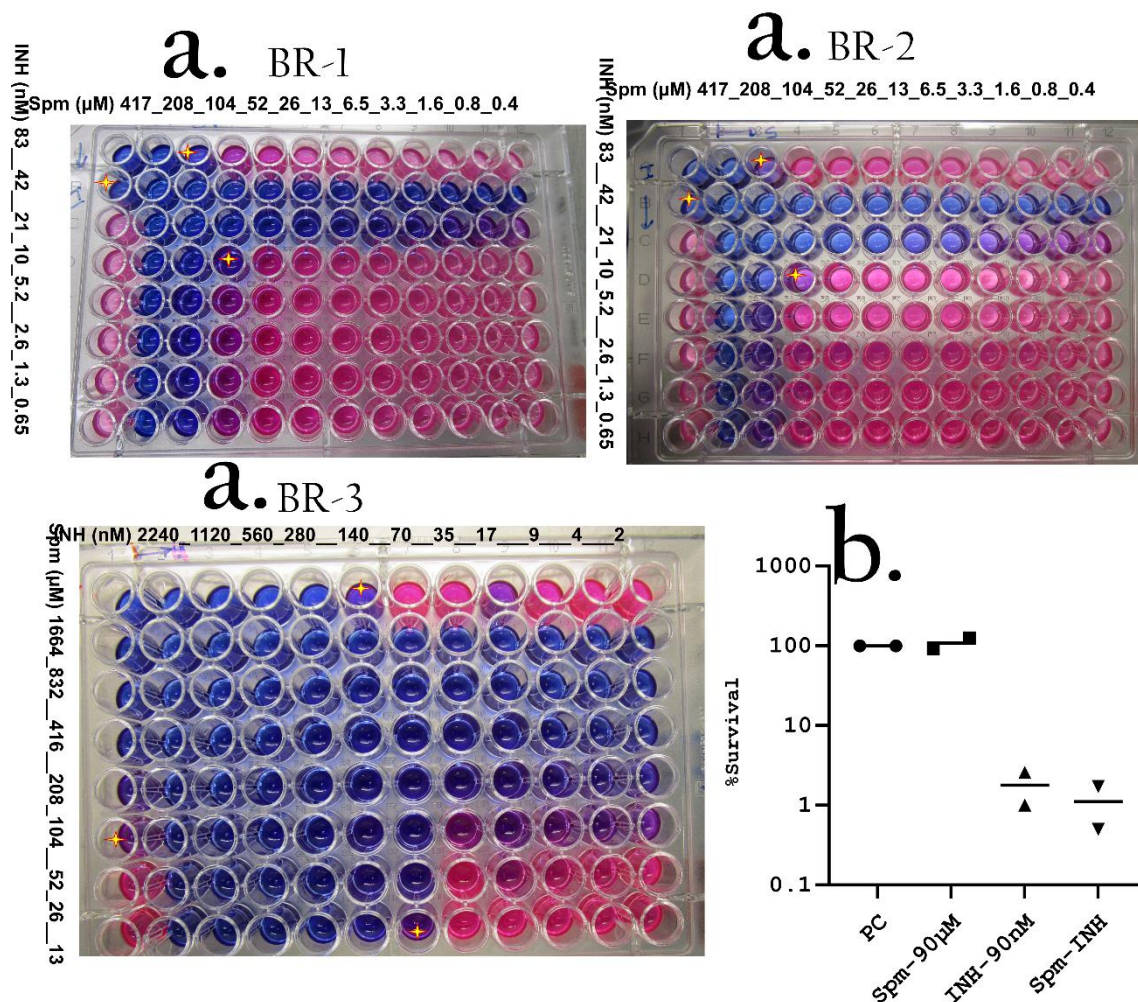 a. BR-1
Spm (µM) 417_208_104_52_26_13_6.5_3.3_1.6_0.8_0.4
INH (nM) 83__42__21_10_5.2__2.6_1.3_0.65
a. BR-2
Spm (µM) 417_208_104_52_26_13_6.5_3.3_1.6_0.8_0.4
INH (nM) 83__42__21_10_5.2__2.6_1.3_0.65
a. BR-3
INH (nM) 2240_1120_560_280__140__70__35__17___9___4___2
Spm (µM) 1664_832__416_208_104__52_26__13
b.
%Survival
1000
100
10
1
0.1
PC
Spm-90µM
INH-90nM
Spm-INH